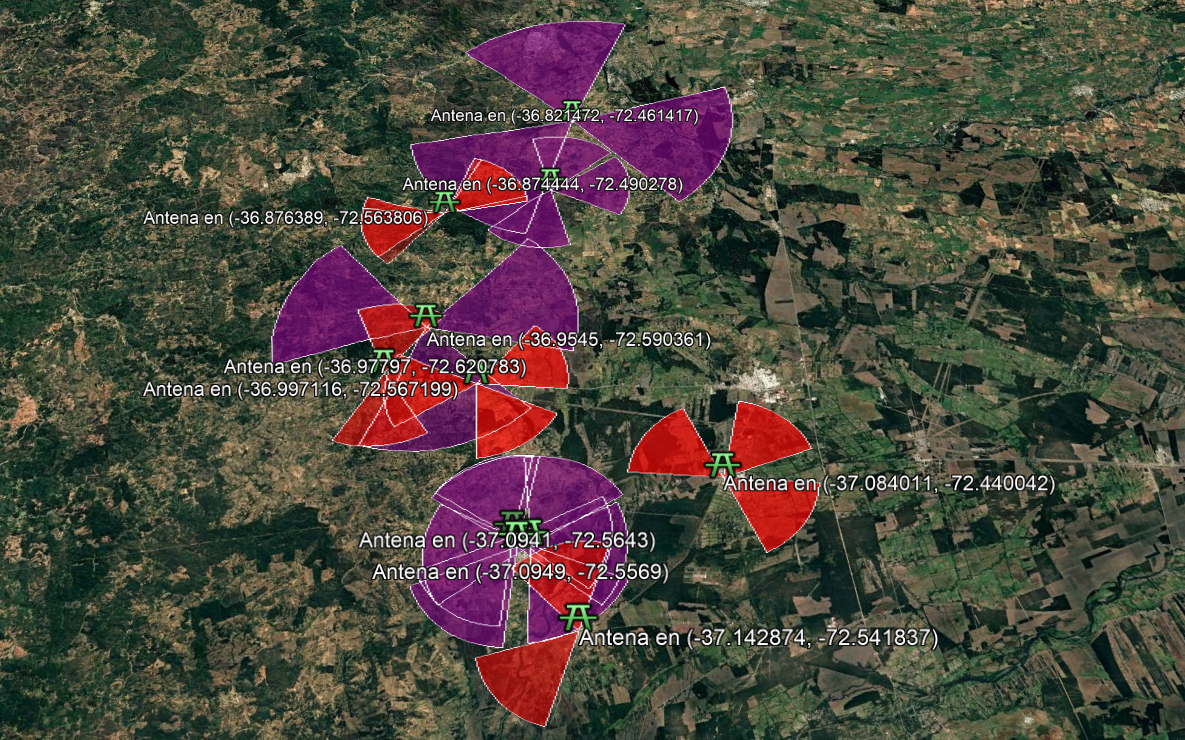 Antena en (-36.821472, -72.461417)
Antena en (-36.874444, -72.490278)
Antena en (-36.876389, -72.563806)
Antena en (-36.9545, -72.590361)
Antena en (-36.97797, -72.620783)
Antena en (-36.997116, -72.567199)
Antena en (-37.084011, -72.440042)
Antena en (-37.0941, -72.5643)
Antena en (-37.0949, -72.5569)
Antena en (-37.142874, -72.541837)